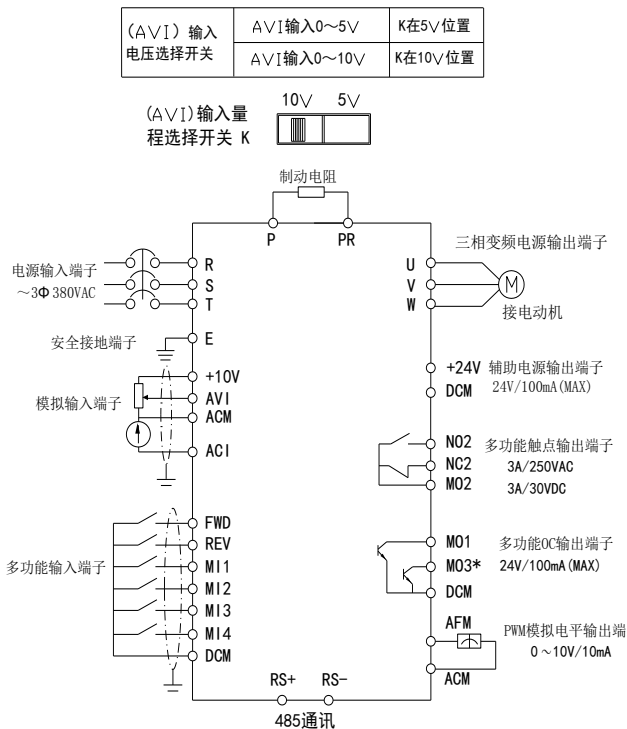 (AVI) 输入
电压选择开关
AVI输入0～5V
K在5V位置
AVI输入0～10V
K在10V位置
(AVI)输入量
程选择开关 K
10V 5V
制动电阻
P PR
电源输入端子
～3Φ380VAC
R
S
T
三相变频电源输出端子
U
V
W
M
接电动机
安全接地端子
E
模拟输入端子
+10V
AVI
ACM
ACI
+24V
DCM
辅助电源输出端子
24V/100mA(MAX)
NO2
NC2
MO2
多功能触点输出端子
3A/250VAC
3A/30VDC
多功能输入端子
FWD
REV
MI1
MI2
MI3
MI4
DCM
MO1
MO3*
DCM
多功能OC输出端子
24V/100mA(MAX)
AFM
ACM
PWM模拟电平输出端
0～10V/10mA
RS+ RS-
485通讯